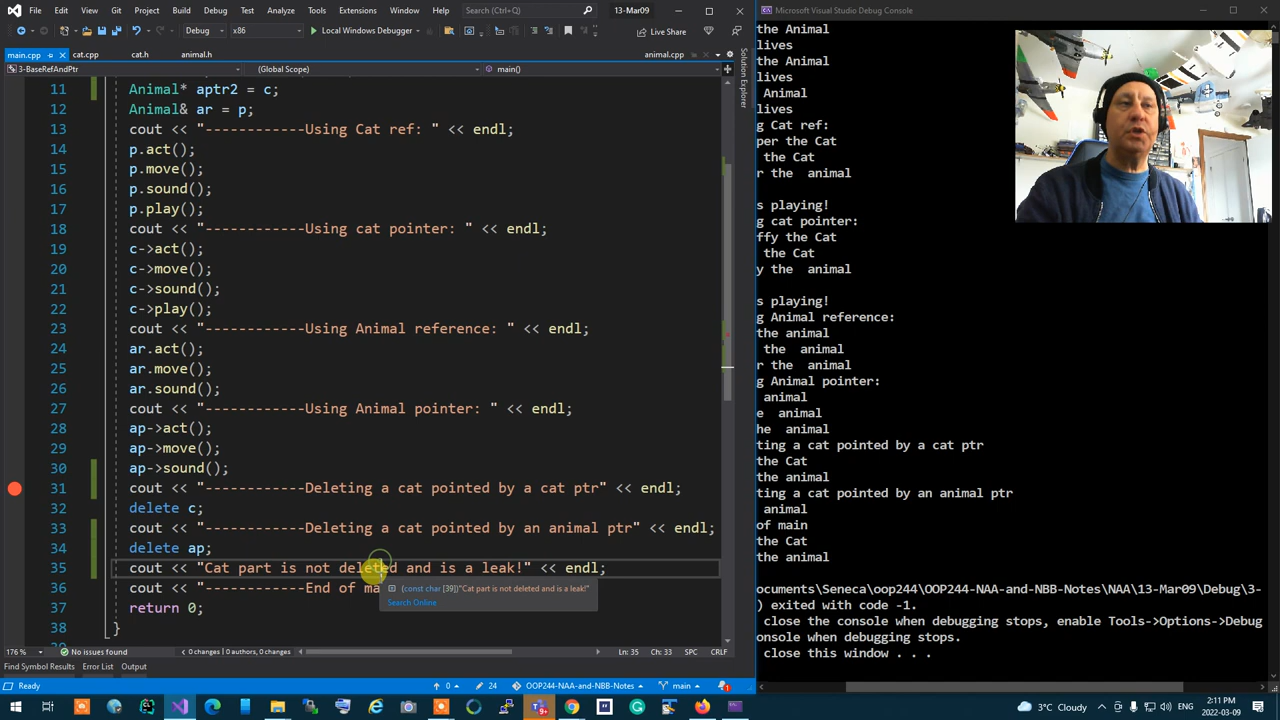 File Edit View Git Project Build Debug Test Analyze Tools Extensions Window Help Search (Ctrl+Q) 13-Mar09
Debug x86 Local Windows Debugger Live Share
main.cpp cat.cpp cat.h animal.h animal.cpp
3-BaseRefAndPtr (Global Scope) main()
Solution Explorer
11 Animal* aptr2 = c;
12 Animal& ar = p;
13 cout << "------------Using Cat ref: " << endl;
14 p.act();
15 p.move();
16 p.sound();
17 p.play();
18 cout << "------------Using cat pointer: " << endl;
19 c->act();
20 c->move();
21 c->sound();
22 c->play();
23 cout << "------------Using Animal reference: " << endl;
24 ar.act();
25 ar.move();
26 ar.sound();
27 cout << "------------Using Animal pointer: " << endl;
28 ap->act();
29 ap->move();
30 ap->sound();
31 cout << "------------Deleting a cat pointed by a cat ptr" << endl;
32 delete c;
33 cout << "------------Deleting a cat pointed by an animal ptr" << endl;
34 delete ap;
35 cout << "Cat part is not deleted and is a leak!" << endl;
36 cout << "------------End of ma
(const char [39])"Cat part is not deleted and is a leak!"
Search Online
37 return 0;
38 }
176 % No issues found 0 changes | 0 authors, 0 changes Ln: 35 Ch: 33 SPC CRLF
Find Symbol Results Error List Output
Ready 0 24 OOP244-NAA-and-NBB-Notes main 1
Microsoft Visual Studio Debug Console
the Animal
lives
the Animal
lives
Animal
lives
g Cat ref:
per the Cat
the Cat
r the animal
s playing!
g cat pointer:
ffy the Cat
the Cat
y the animal
s playing!
g Animal reference:
the animal
the animal
r the animal
g Animal pointer:
animal
e animal
he animal
ting a cat pointed by a cat ptr
the Cat
the animal
ting a cat pointed by an animal ptr
animal
of main
the Cat
the animal
ocuments\Seneca\OOP244-NAA-and-NBB-Notes\NAA\13-Mar09\Debug\3-
) exited with code -1.
close the console when debugging stops, enable Tools->Options->Debug
onsole when debugging stops.
close this window . . .
3°C Cloudy ENG 2:11 PM
2022-03-09